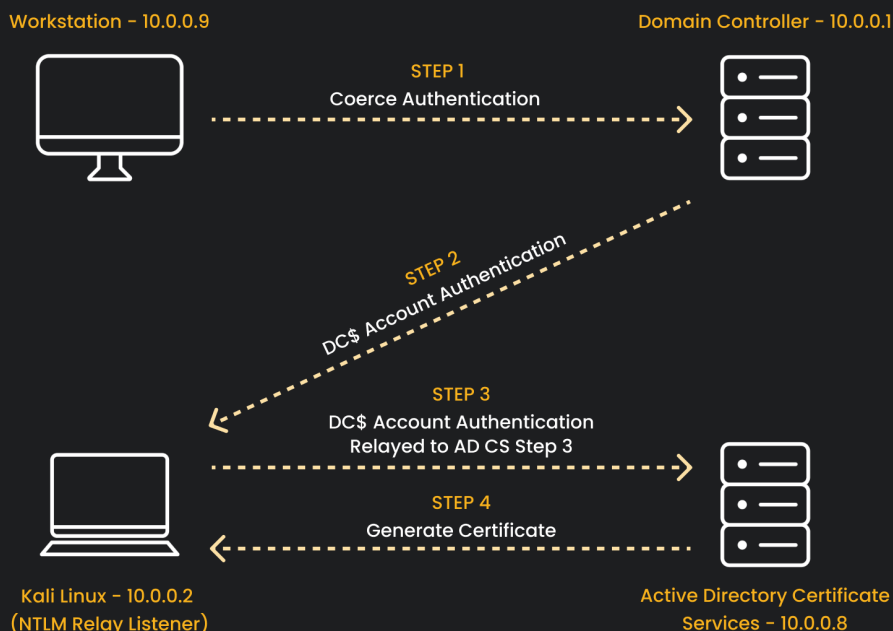 Workstation - 10.0.0.9
Domain Controller - 10.0.0.1
STEP 1
Coerce Authentication
STEP 2
DC$ Account Authentication
STEP 3
DC$ Account Authentication
Relayed to AD CS Step 3
STEP 4
Generate Certificate
Kali Linux - 10.0.0.2
(NTLM Relay Listener)
Active Directory Certificate
Services - 10.0.0.8